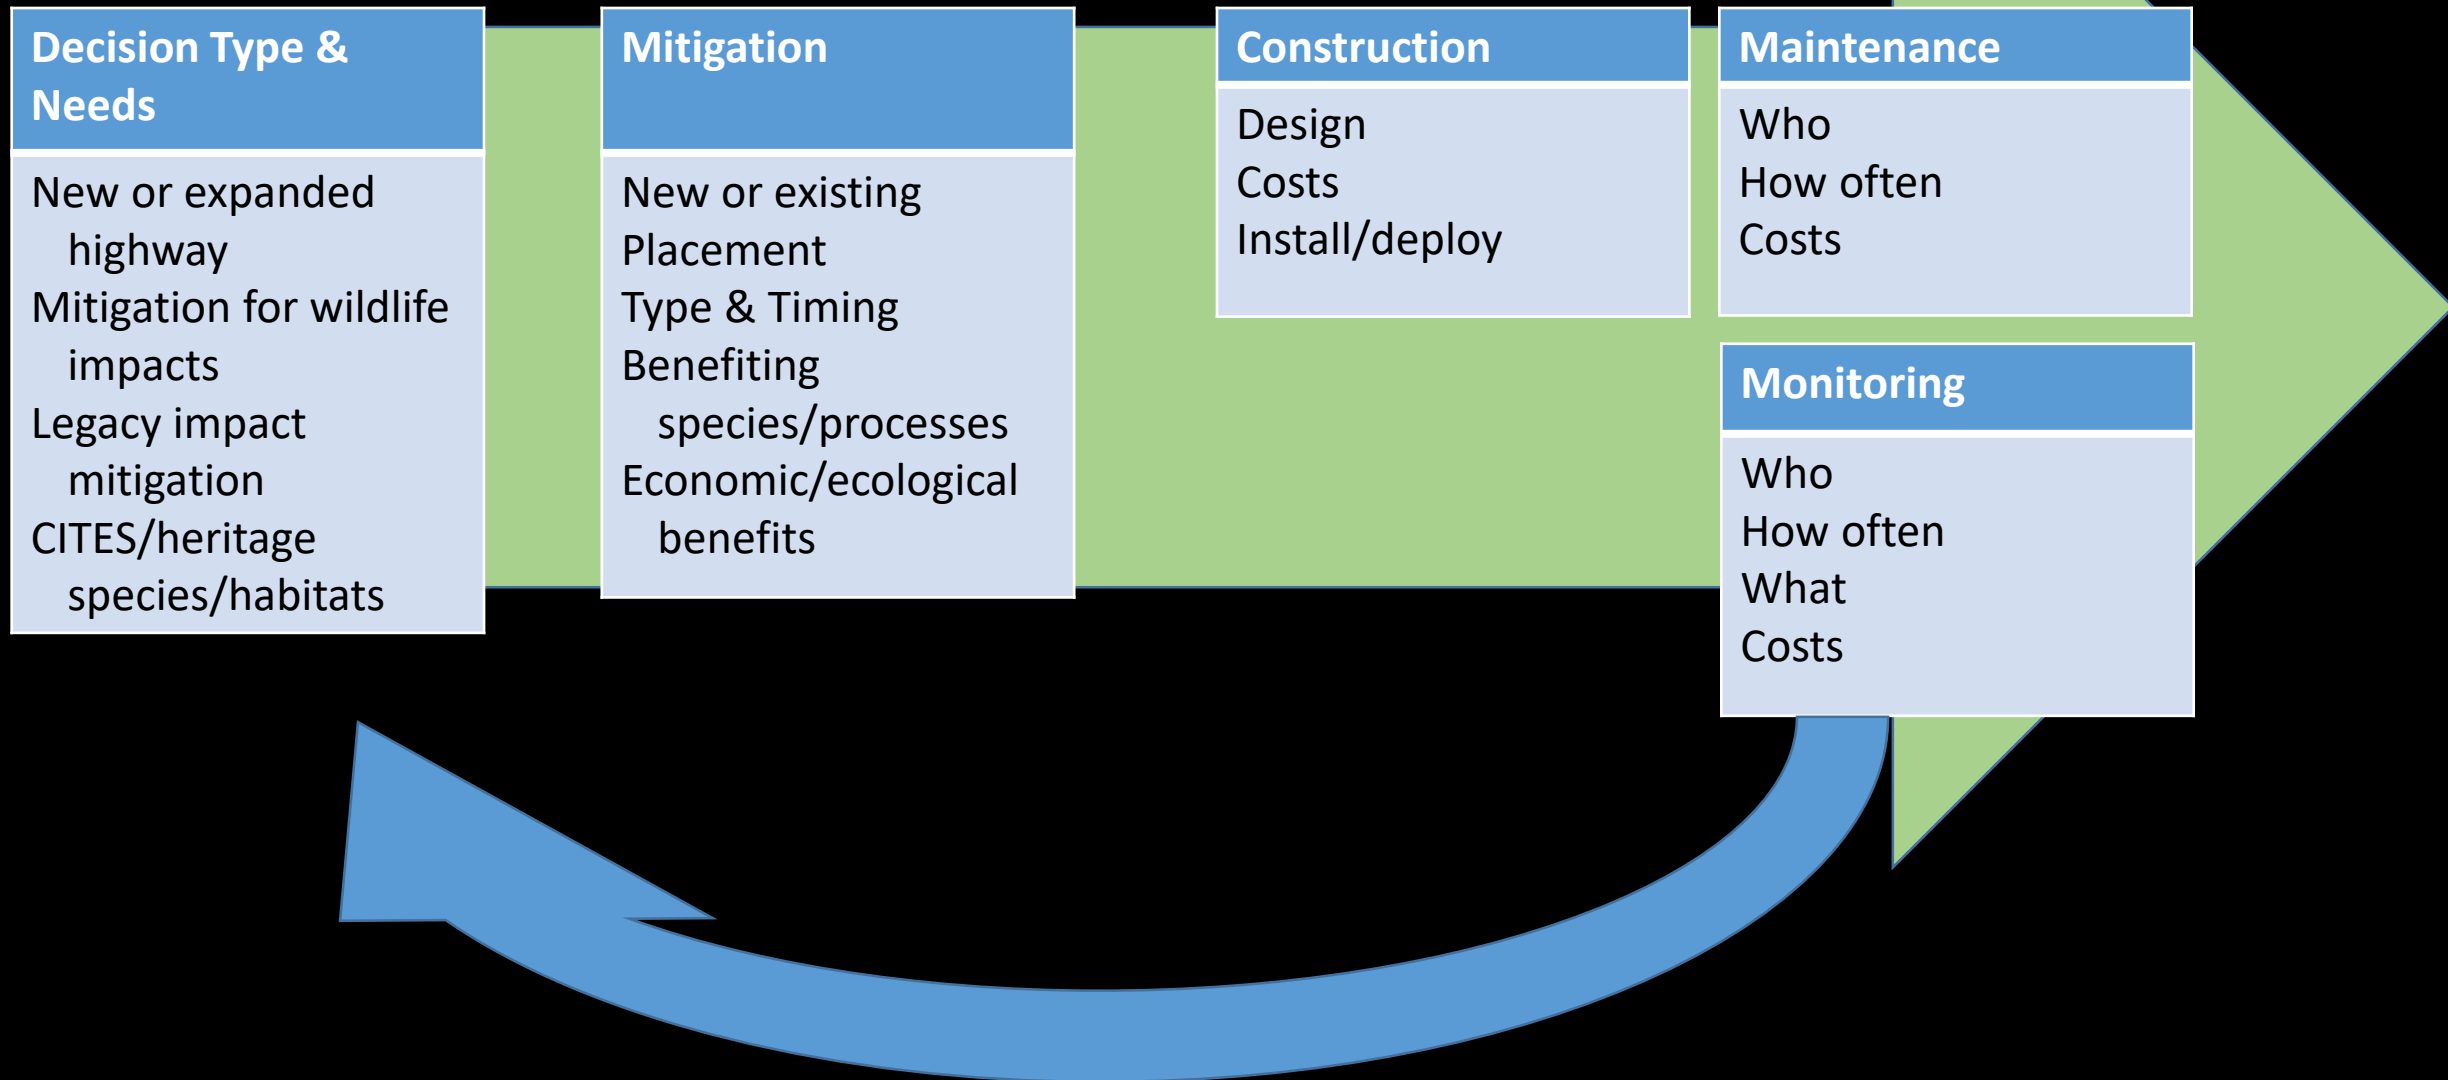 Decision Type &
Needs
New or expanded
highway
Mitigation for wildlife
impacts
Legacy impact
mitigation
CITES/heritage
species/habitats
Mitigation
New or existing
Placement
Type & Timing
Benefiting
species/processes
Economic/ecological
benefits
Construction
Design
Costs
Install/deploy
Maintenance
Who
How often
Costs
Monitoring
Who
How often
What
Costs